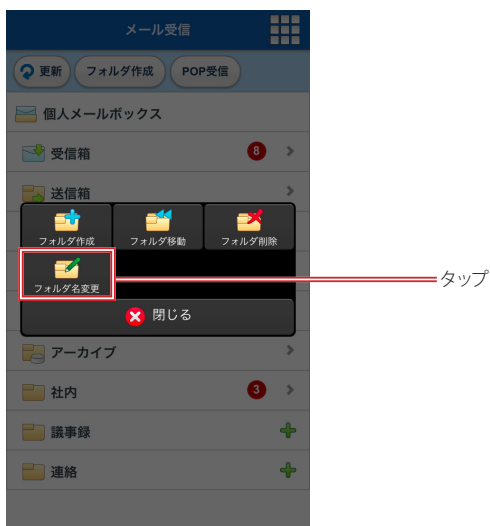 メール受信
更新 フォルダ作成 POP受信
個人メールボックス
受信箱 8
送信箱
フォルダ作成 フォルダ移動 フォルダ削除
フォルダ名変更
タップ
閉じる
アーカイブ
社内 3
議事録
連絡